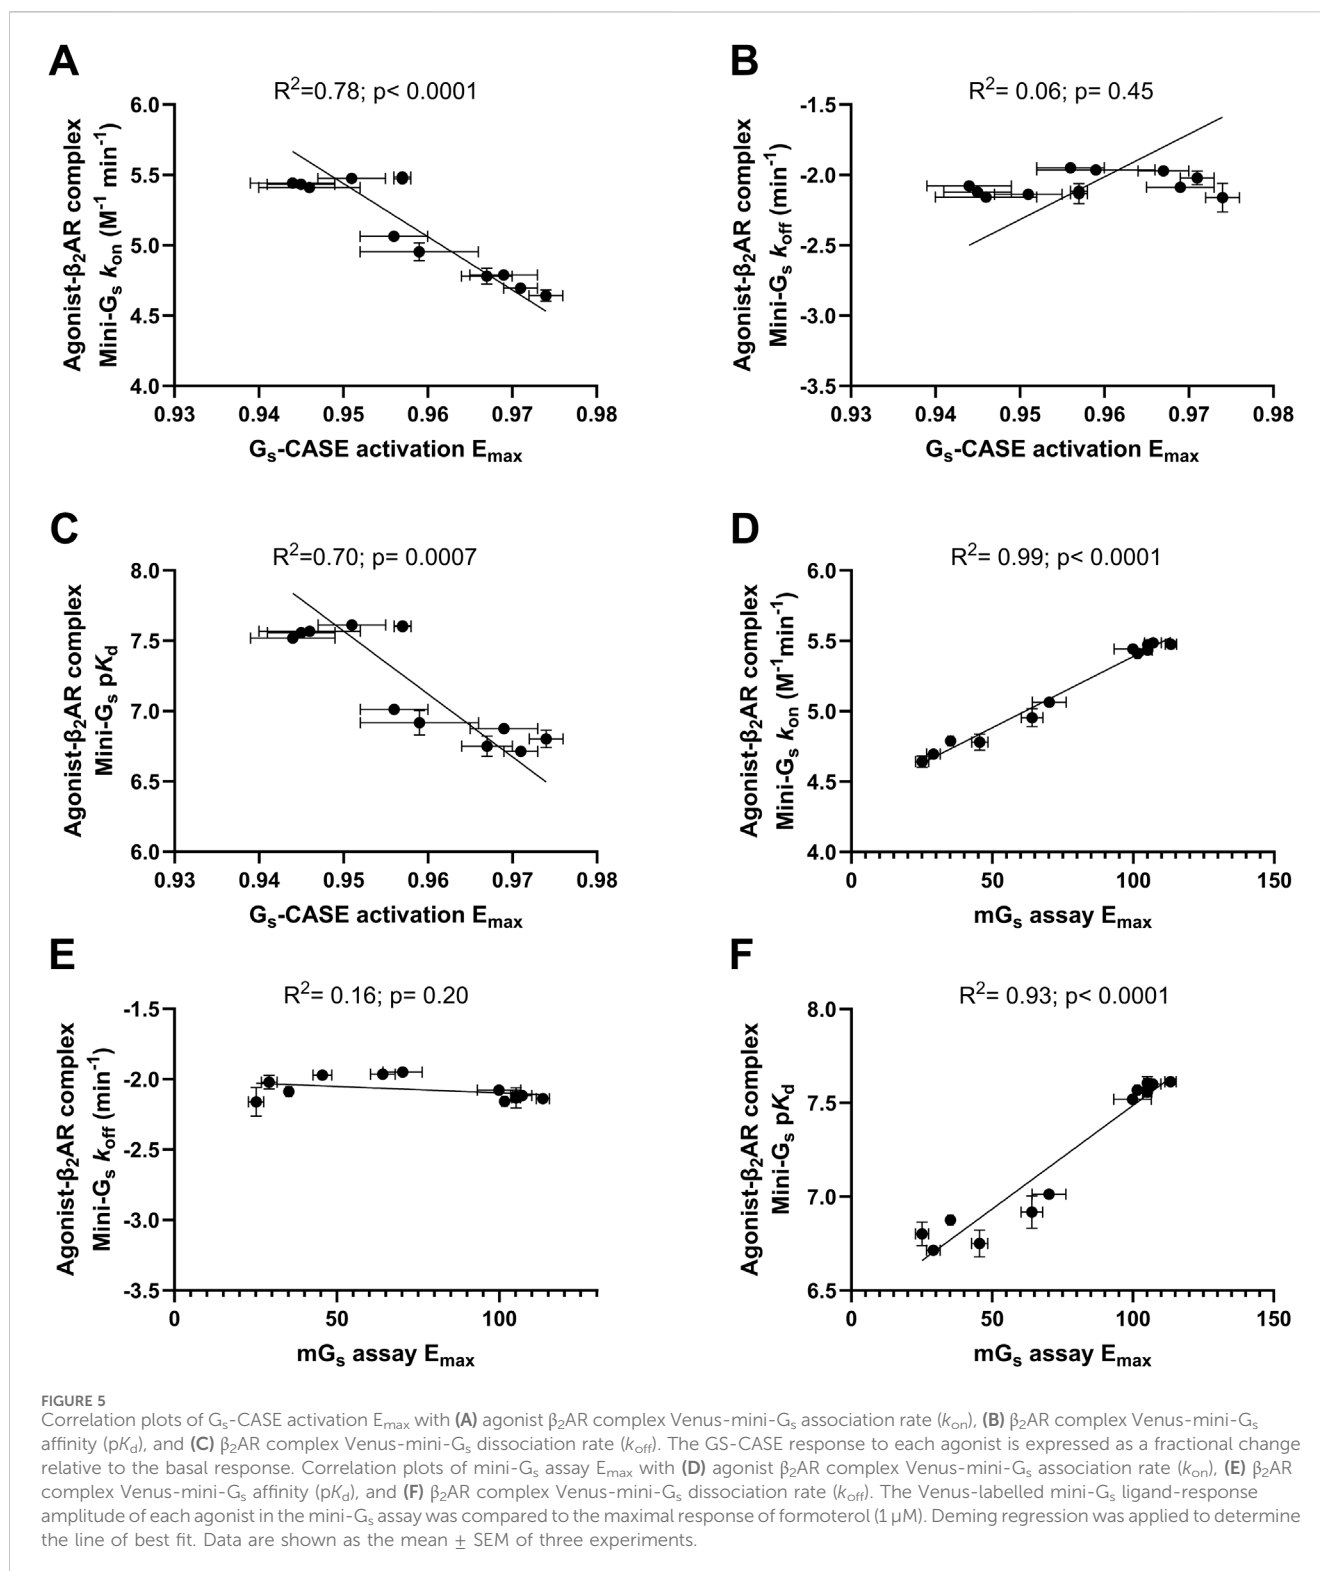 A
R²=0.78; p< 0.0001
Agonist-β₂AR complex
Mini-Gₛ kₒₙ (M⁻¹ min⁻¹)
6.0
5.5
5.0
4.5
4.0
0.93 0.94 0.95 0.96 0.97 0.98
Gₛ-CASE activation Eₘₐₓ
B
R²= 0.06; p= 0.45
Agonist-β₂AR complex
Mini-Gₛ k_off (min⁻¹)
-1.5
-2.0
-2.5
-3.0
-3.5
0.93 0.94 0.95 0.96 0.97 0.98
Gₛ-CASE activation Eₘₐₓ
C
R²=0.70; p= 0.0007
Agonist-β₂AR complex
Mini-Gₛ pK_d
8.0
7.5
7.0
6.5
6.0
0.93 0.94 0.95 0.96 0.97 0.98
Gₛ-CASE activation Eₘₐₓ
D
R²= 0.99; p< 0.0001
Agonist-β₂AR complex
Mini-Gₛ kₒₙ (M⁻¹min⁻¹)
6.0
5.5
5.0
4.5
4.0
0 50 100 150
mGₛ assay Eₘₐₓ
E
R²= 0.16; p= 0.20
Agonist-β₂AR complex
Mini-Gₛ k_off (min⁻¹)
-1.5
-2.0
-2.5
-3.0
-3.5
0 50 100
mGₛ assay Eₘₐₓ
F
R²= 0.93; p< 0.0001
Agonist-β₂AR complex
Mini-Gₛ pK_d
8.0
7.5
7.0
6.5
0 50 100 150
mGₛ assay Eₘₐₓ
FIGURE 5
Correlation plots of Gₛ-CASE activation Eₘₐₓ with (A) agonist β₂AR complex Venus-mini-Gₛ association rate (kₒₙ), (B) β₂AR complex Venus-mini-Gₛ
affinity (pK_d), and (C) β₂AR complex Venus-mini-Gₛ dissociation rate (k_off). The GS-CASE response to each agonist is expressed as a fractional change
relative to the basal response. Correlation plots of mini-Gₛ assay Eₘₐₓ with (D) agonist β₂AR complex Venus-mini-Gₛ association rate (kₒₙ), (E) β₂AR
complex Venus-mini-Gₛ affinity (pK_d), and (F) β₂AR complex Venus-mini-Gₛ dissociation rate (k_off). The Venus-labelled mini-Gₛ ligand-response
amplitude of each agonist in the mini-Gₛ assay was compared to the maximal response of formoterol (1 μM). Deming regression was applied to determine
the line of best fit. Data are shown as the mean ± SEM of three experiments.